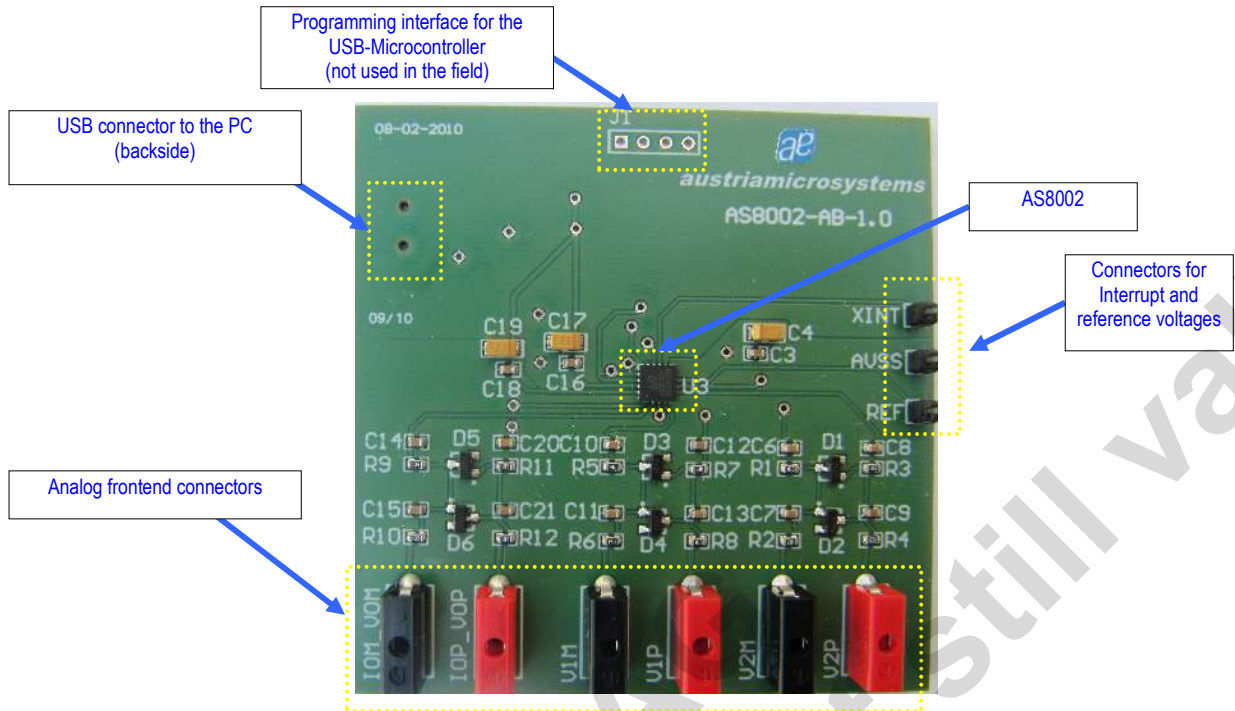 Programming interface for the
USB-Microcontroller
(not used in the field)
USB connector to the PC
(backside)
08-02-2010
J1
ae
austriamicrosystems
AS8002-AB-1.0
AS8002
Connectors for
Interrupt and
reference voltages
09/10
XINT
AVSS
REF
C19
C17
C4
C3
C18
C16
U3
C14
D5
C20
C10
D3
C12
C6
D1
C8
R9
R11
R5
R7
R1
R3
Analog frontend connectors
C15
C21
C11
C13
C7
C9
R10
D6
R12
R6
D4
R8
R2
D2
R4
IOM_VOM
IOP_VOP
V1M
V1P
V2M
V2P
still va